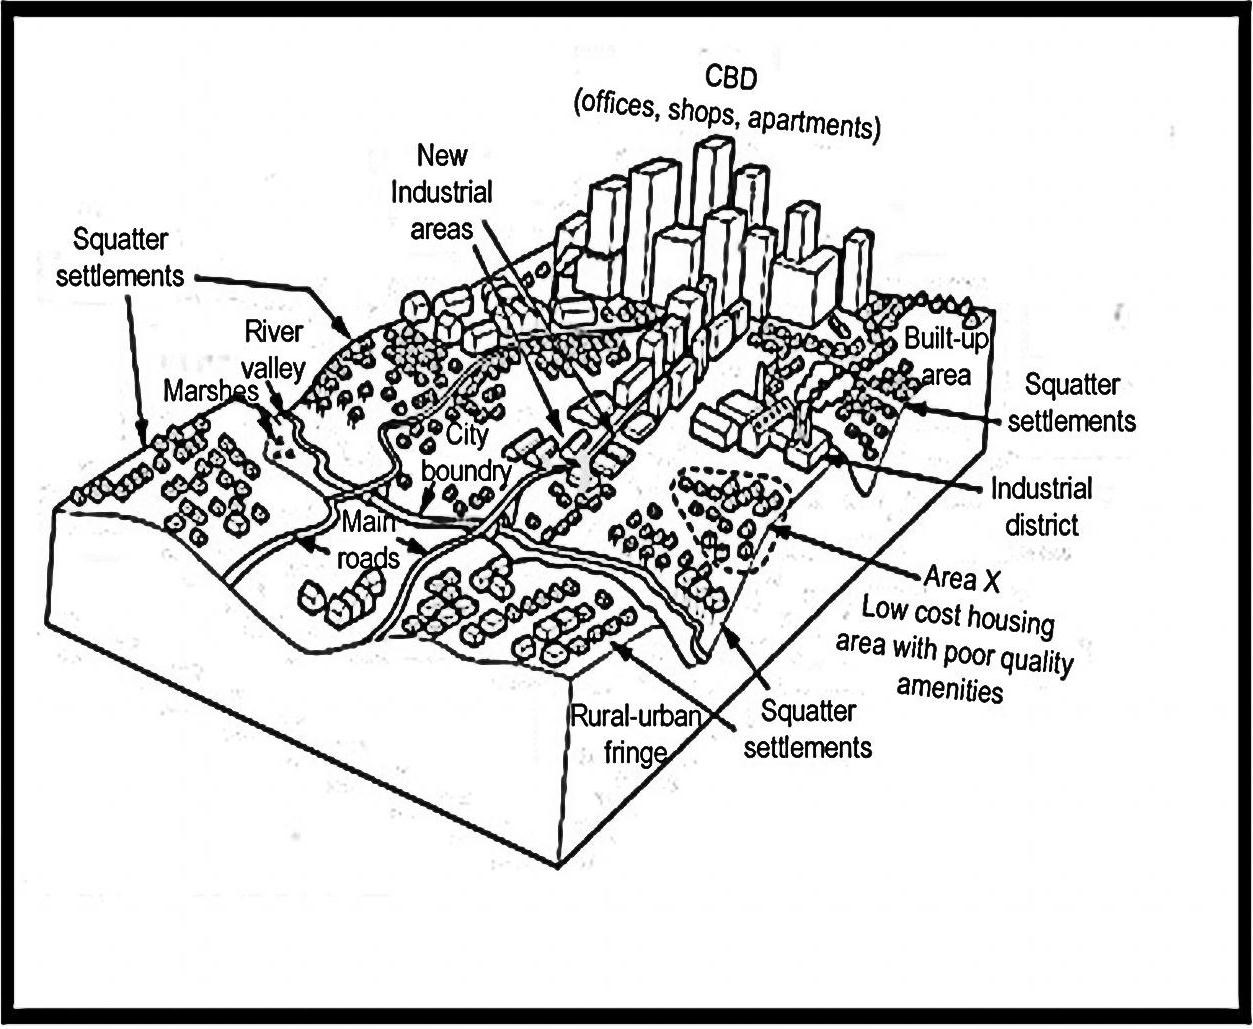 CBD
(offices, shops, apartments)
New
Industrial
areas
Squatter
settlements
River
valley
Marshes
Built-up
area
Squatter
settlements
City
boundry
Industrial
district
Main
roads
Area X
Low cost housing
area with poor quality
amenities
Rural-urban
fringe
Squatter
settlements